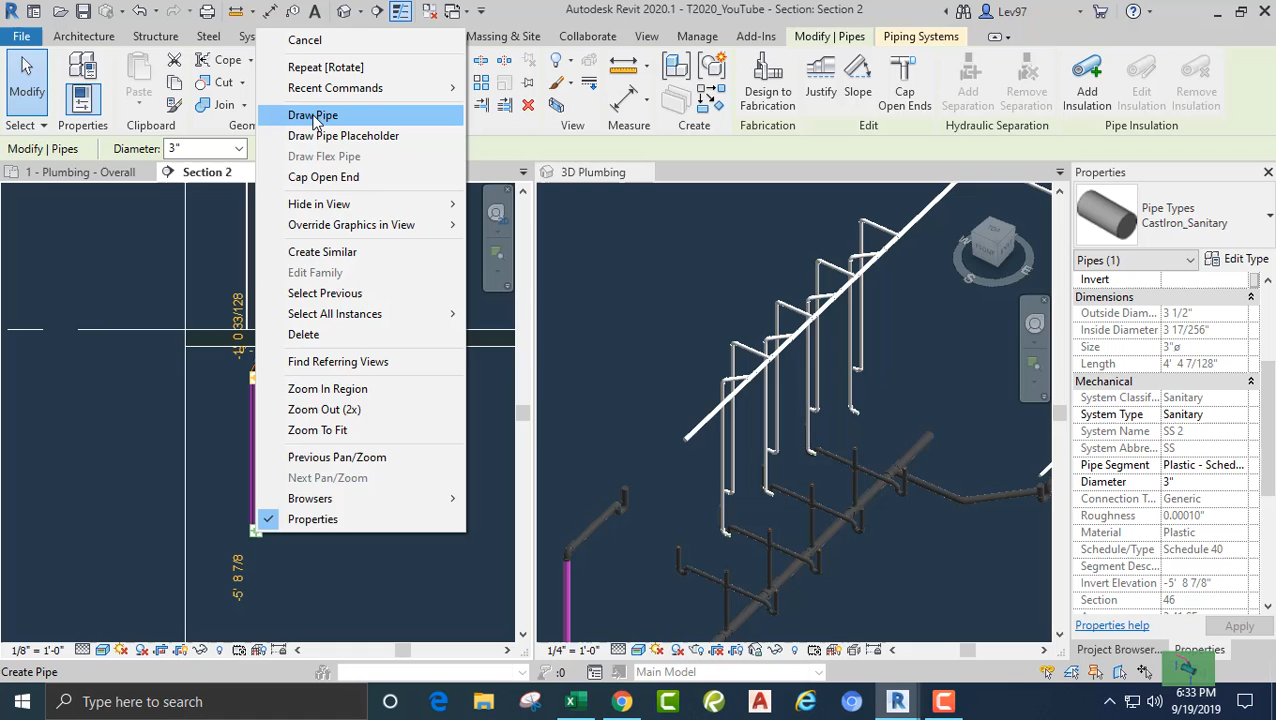 Autodesk Revit 2020.1 - T2020_YouTube - Section: Section 2
Lev97
File
Architecture
Structure
Steel
Massing & Site
Collaborate
View
Manage
Add-Ins
Modify | Pipes
Piping Systems
Modify
Select
Properties
Paste
Clipboard
Cope
Cut
Join
View
Measure
Create
Design to
Fabrication
Fabrication
Justify
Slope
Cap
Open Ends
Edit
Add
Separation
Remove
Separation
Hydraulic Separation
Add
Insulation
Remove
Insulation
Pipe Insulation
Modify | Pipes
Diameter:
3"
1 - Plumbing - Overall
Section 2
3D Plumbing
Cancel
Repeat [Rotate]
Recent Commands
Draw Pipe
Draw Pipe Placeholder
Draw Flex Pipe
Cap Open End
Hide in View
Override Graphics in View
Create Similar
Edit Family
Select Previous
Select All Instances
Delete
Find Referring Views
Zoom In Region
Zoom Out (2x)
Zoom To Fit
Previous Pan/Zoom
Next Pan/Zoom
Browsers
Properties
-5' 8 7/8
TOP
Properties
Pipe Types
CastIron_Sanitary
Pipes (1)
Edit Type
Invert
Dimensions
Outside Diameter 3 1/2"
Inside Diameter 3 17/256"
Size 3"ø
Length 4' 4 7/128"
Mechanical
System Classif... Sanitary
System Type Sanitary
System Name SS 2
System Abbre... SS
Pipe Segment Plastic - Sched...
Diameter 3"
Connection T... Generic
Roughness 0.00010"
Material Plastic
Schedule/Type Schedule 40
Segment Desc...
Invert Elevation -5' 8 7/8"
Section 46
Properties help
Apply
Project Browser...
Properties
1/8" = 1'-0"
1/4" = 1'-0"
Create Pipe
:0
Main Model
Type here to search
6:33 PM
9/19/2019